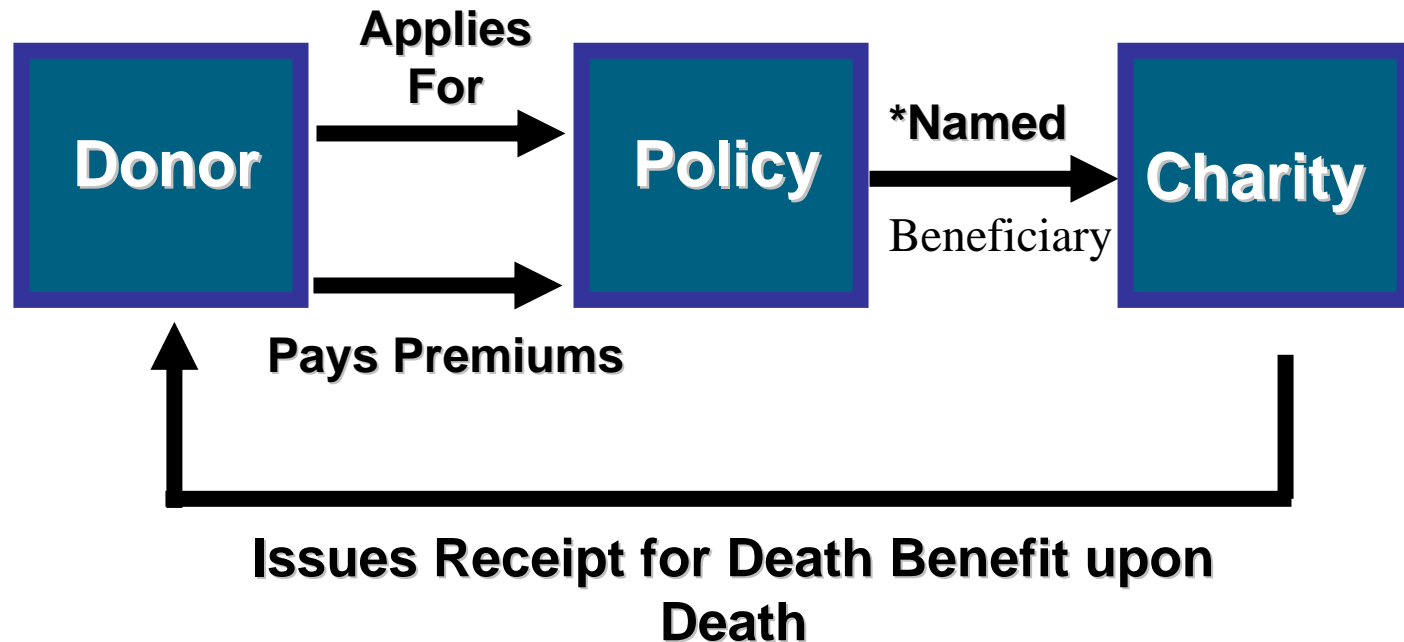 Applies
For
Donor
Policy
*Named
Beneficiary
Charity
Pays Premiums
Issues Receipt for Death Benefit upon
Death